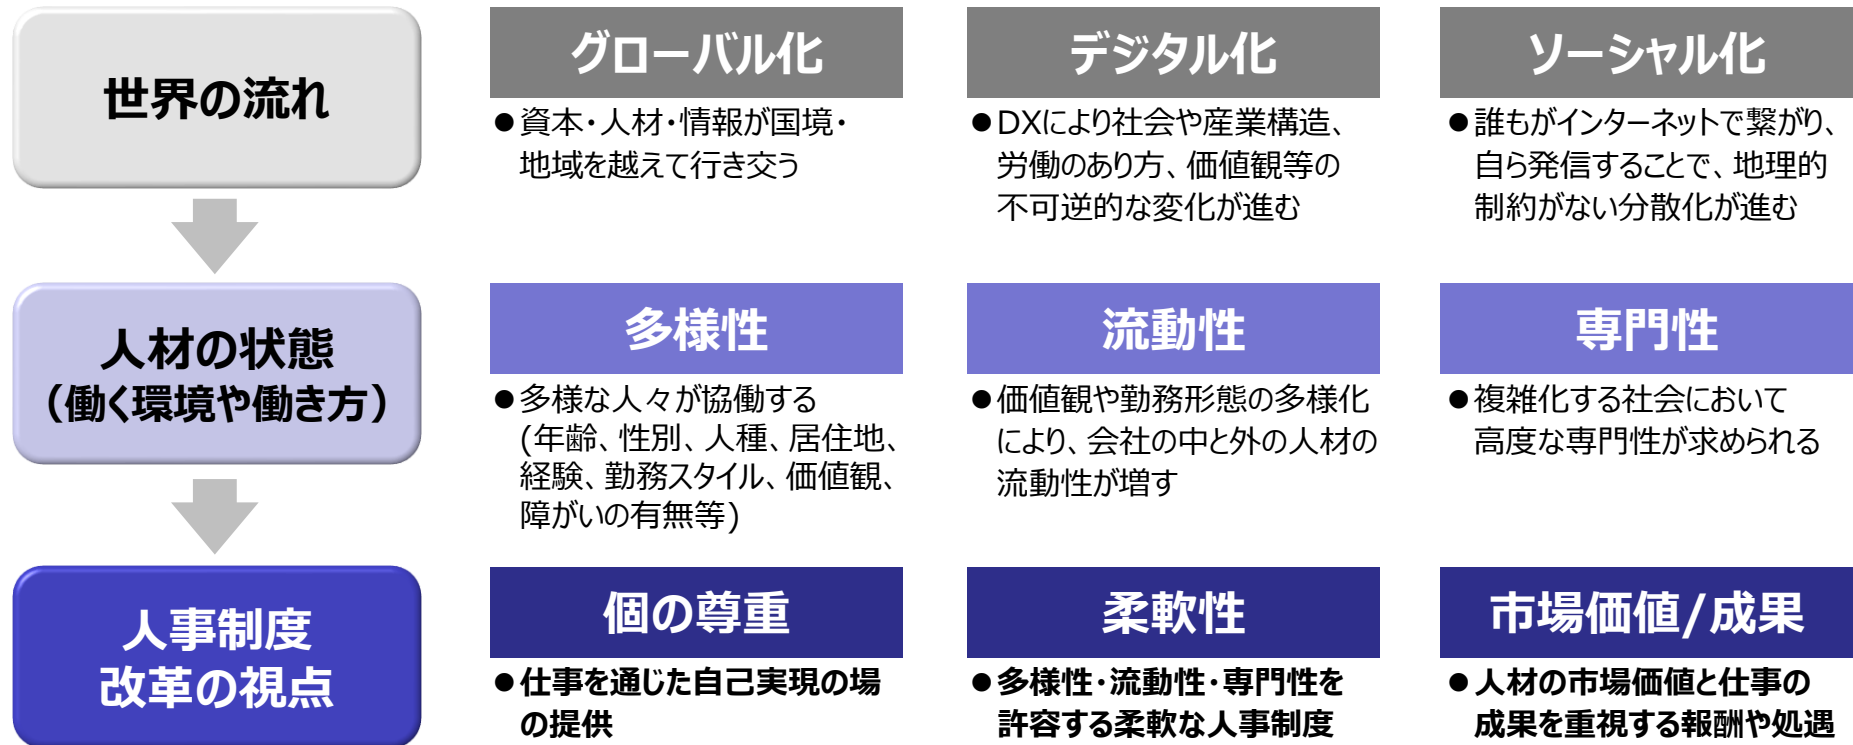 世界の流れ
グローバル化
●資本・人材・情報が国境・
地域を越えて行き交う
デジタル化
●DXにより社会や産業構造、
労働のあり方、価値観等の
不可逆的な変化が進む
ソーシャル化
●誰もがインターネットで繋がり、
自ら発信することで、地理的
制約がない分散化が進む
人材の状態
（働く環境や働き方）
多様性
●多様な人々が協働する
(年齢、性別、人種、居住地、
経験、勤務スタイル、価値観、
障がいの有無等)
流動性
●価値観や勤務形態の多様化
により、会社の中と外の人材の
流動性が増す
専門性
●複雑化する社会において
高度な専門性が求められる
人事制度
改革の視点
個の尊重
●仕事を通じた自己実現の場
の提供
柔軟性
●多様性・流動性・専門性を
許容する柔軟な人事制度
市場価値/成果
●人材の市場価値と仕事の
成果を重視する報酬や処遇